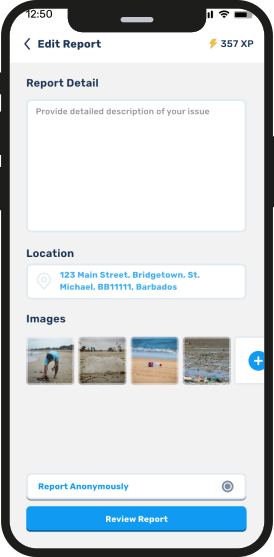 12:50
Edit Report
357 XP
Report Detail
Provide detailed description of your issue
Location
123 Main Street, Bridgetown, St.
Michael, BB11111, Barbados
Images
Report Anonymously
Review Report